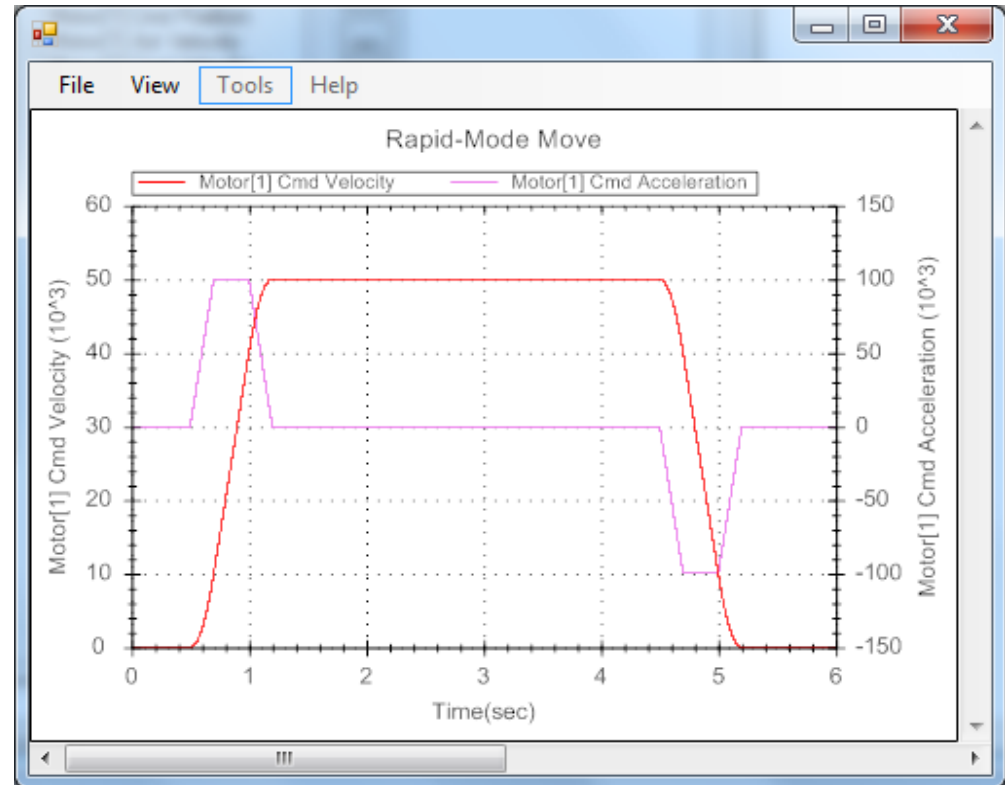 File View Tools Help
Rapid-Mode Move
Motor[1] Cmd Velocity Motor[1] Cmd Acceleration
60 150
50 100
40 50
30 0
20 -50
10 -100
0 -150
Motor[1] Cmd Velocity (10^3)
Motor[1] Cmd Acceleration (10^3)
0 1 2 3 4 5 6
Time(sec)